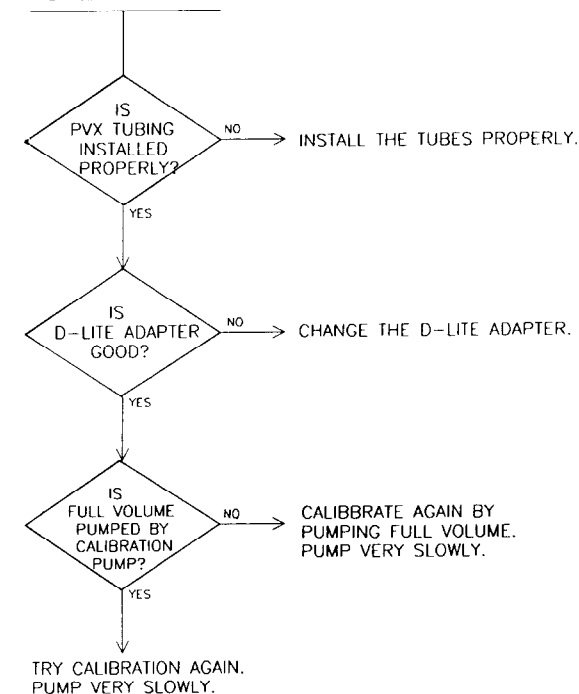 IS
PVX TUBING
INSTALLED
PROPERLY?
NO
INSTALL THE TUBES PROPERLY.
YES
IS
D-LITE ADAPTER
GOOD?
NO
CHANGE THE D-LITE ADAPTER.
YES
IS
FULL VOLUME
PUMPED BY
CALIBRATION
PUMP?
NO
CALIBBRATE AGAIN BY
PUMPING FULL VOLUME.
PUMP VERY SLOWLY.
YES
TRY CALIBRATION AGAIN.
PUMP VERY SLOWLY.